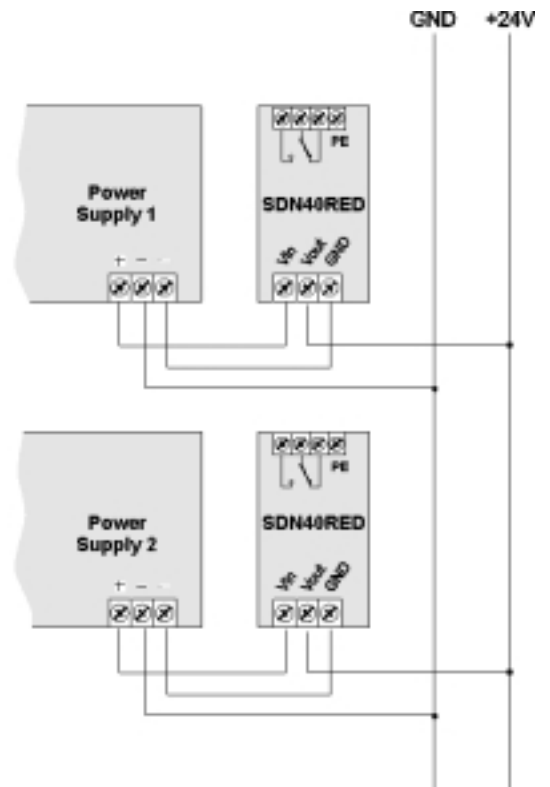 GND +24V
PE
Power
Supply 1
SDN40RED
+ – –
Vin Vout GND
PE
Power
Supply 2
SDN40RED
+ – –
Vin Vout GND